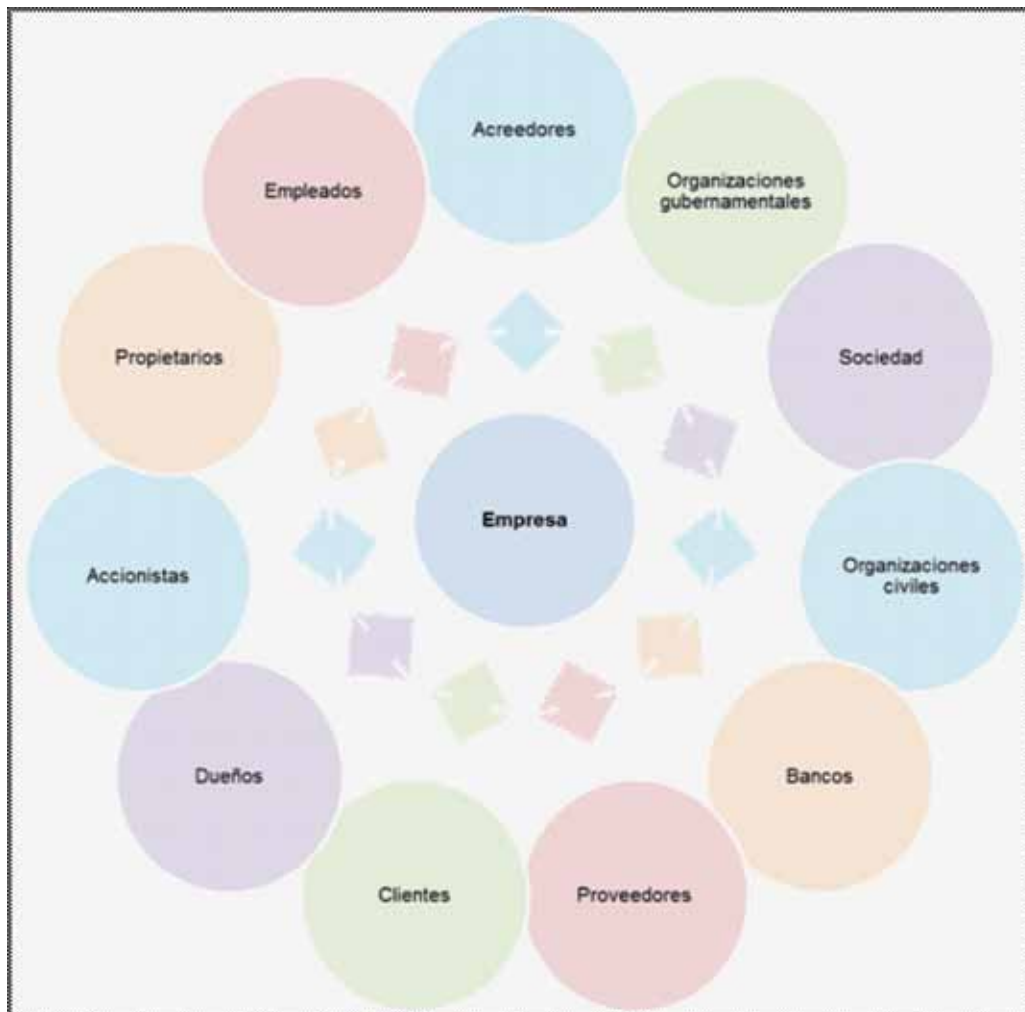 Acreedores
Organizaciones
gubernamentales
Sociedad
Organizaciones
civiles
Bancos
Proveedores
Clientes
Dueños
Accionistas
Propietarios
Empleados
Empresa